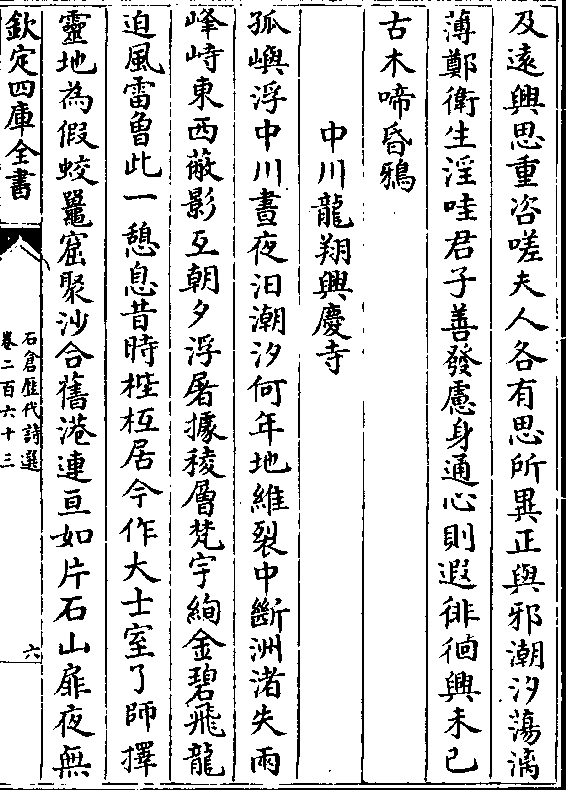 及遠興思重咨嗟夫人各有思所異正與邪潮汐蕩漓
薄鄭衛生淫哇君子善發慮身通心則遐徘徊興未已
古木啼昏鴉
中川龍翔興慶寺
孤嶼浮中川晝夜汨潮汐何年地維裂中斷洲渚失兩
峰峙東西蔽影互朝夕浮屠據稜層梵宇絢金碧飛龍
迫風雷魯此一憩息昔時梐枑居今作大士室了師擇
靈地為假蛟鼉窟聚沙合舊港連亘如片石山扉夜無
欽定四庫全書
石倉歷代詩選
卷二百六十三
六